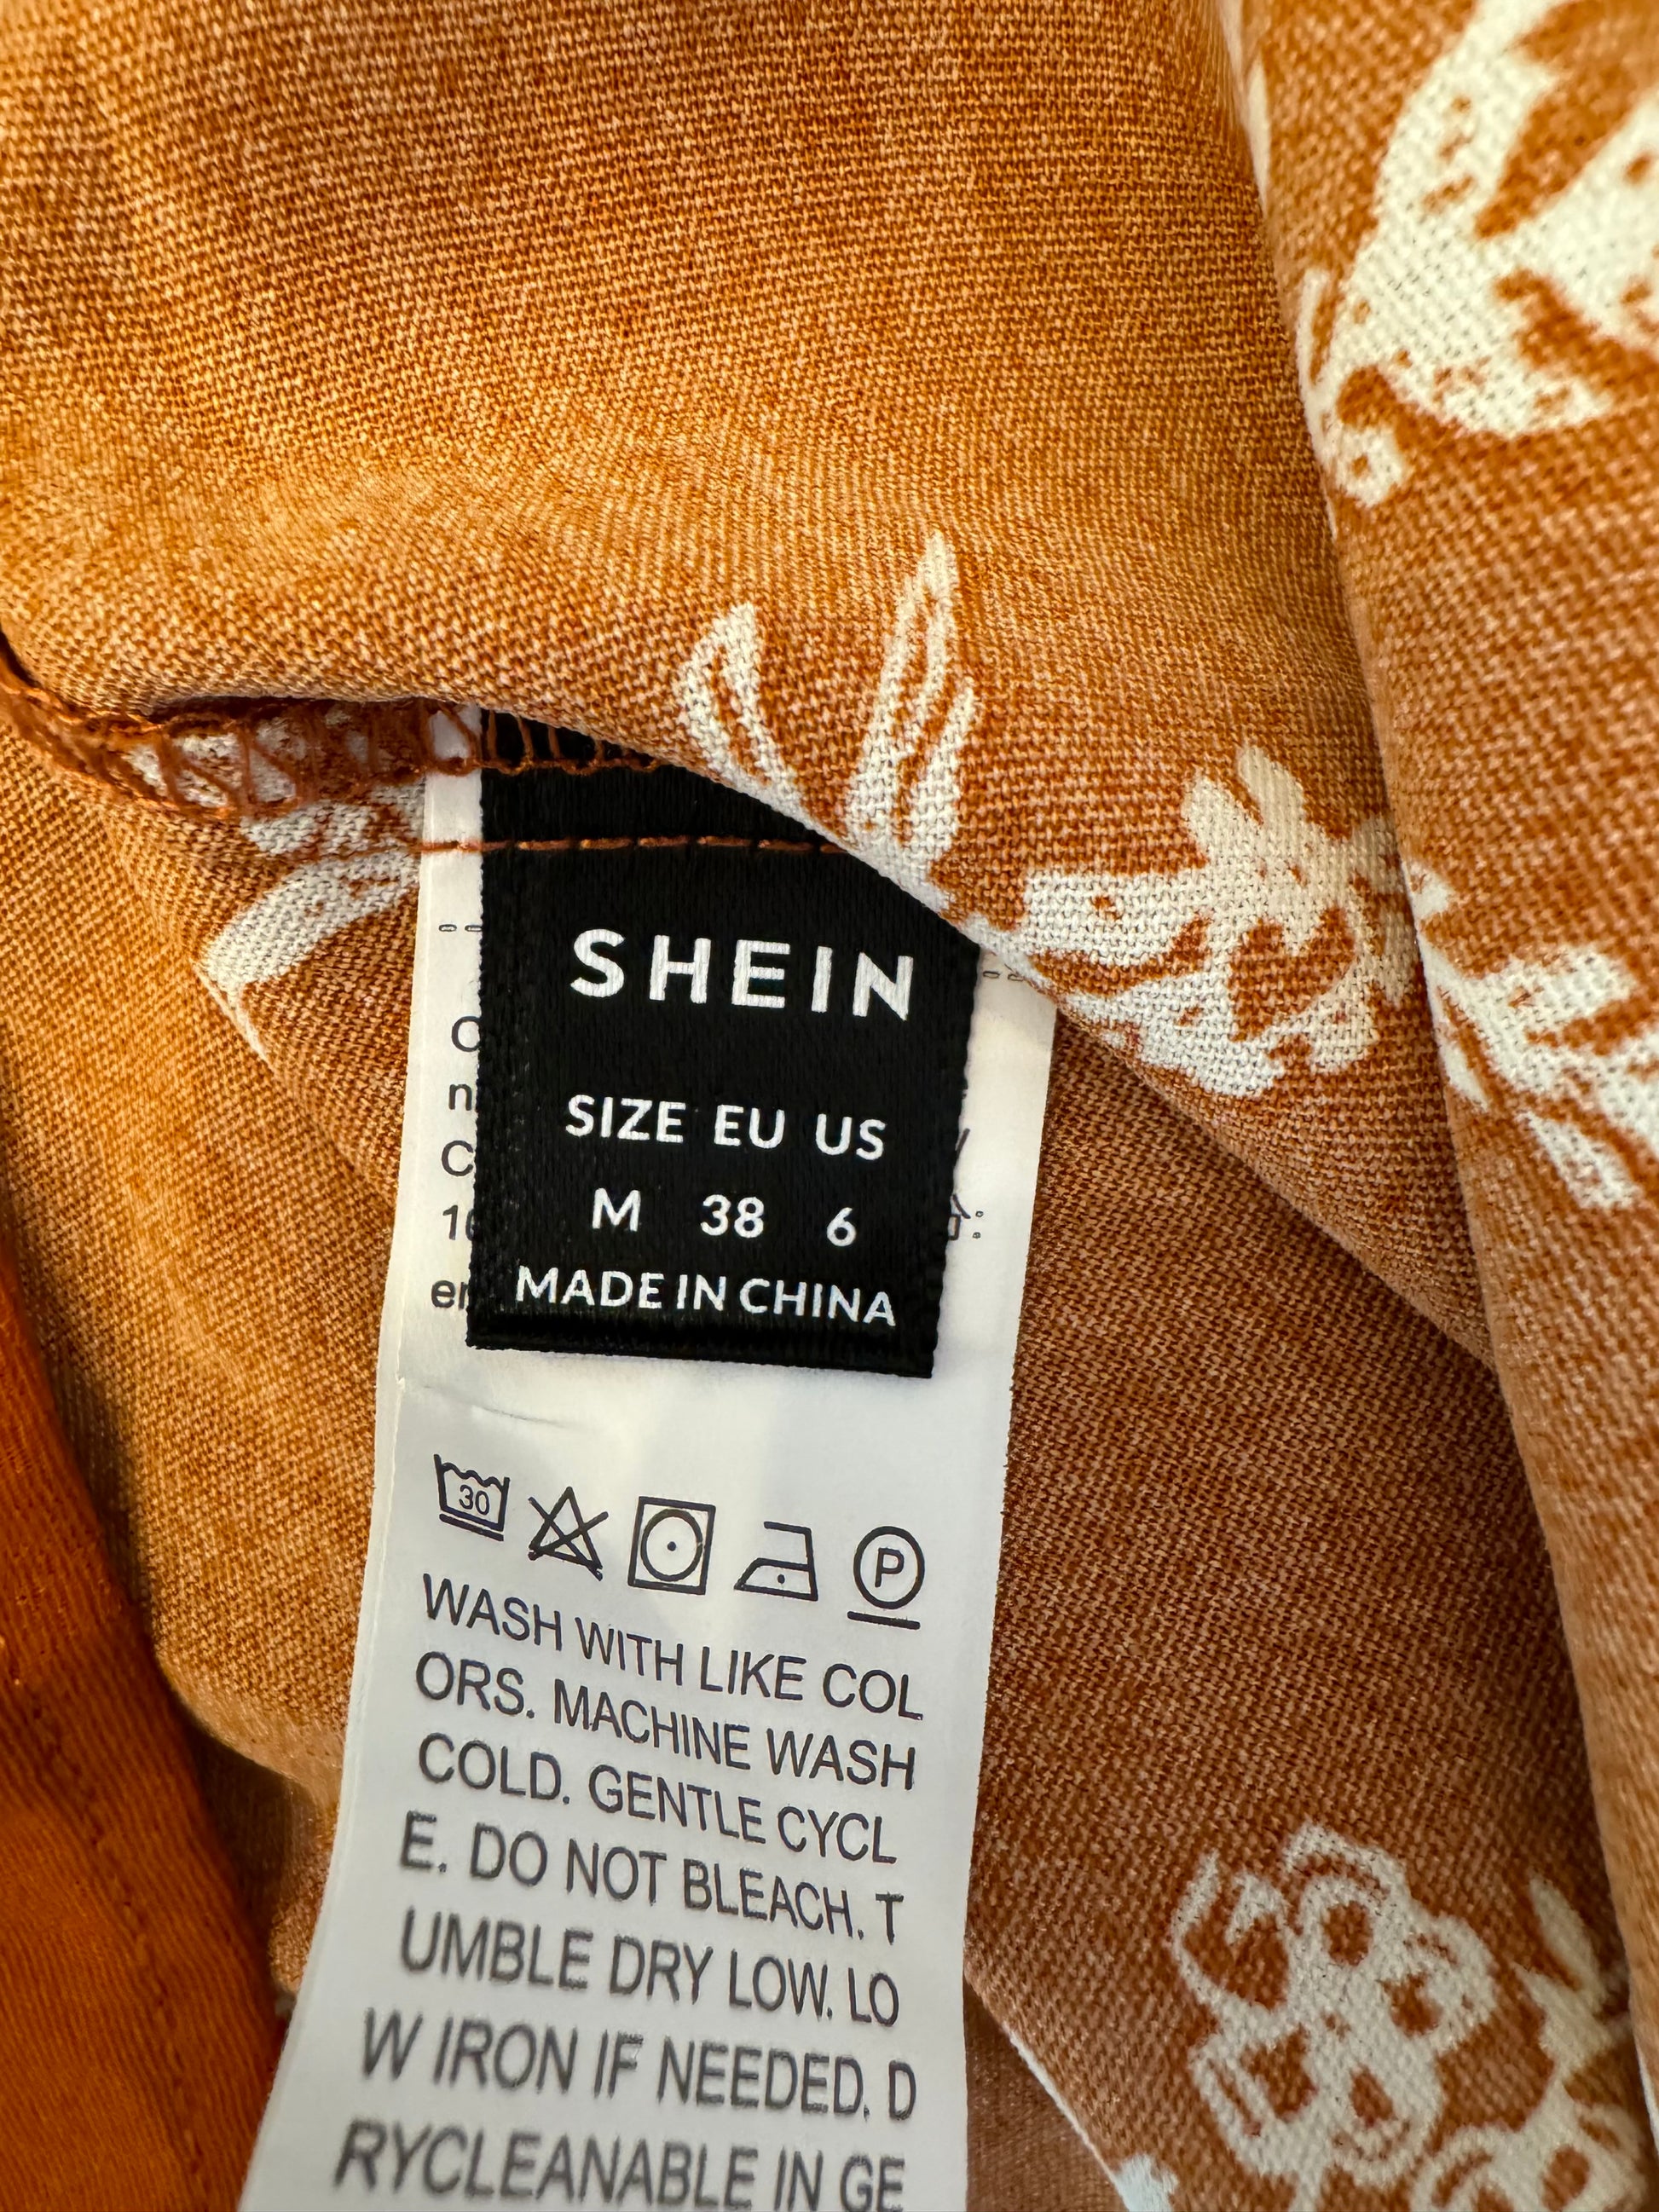 SHEIN
SIZE EU US
M 38 6
MADE IN CHINA
30
P
WASH WITH LIKE COL
ORS. MACHINE WASH
COLD. GENTLE CYCL
E. DO NOT BLEACH. T
UMBLE DRY LOW. LO
W IRON IF NEEDED. D
RYCLEANABLE IN GE